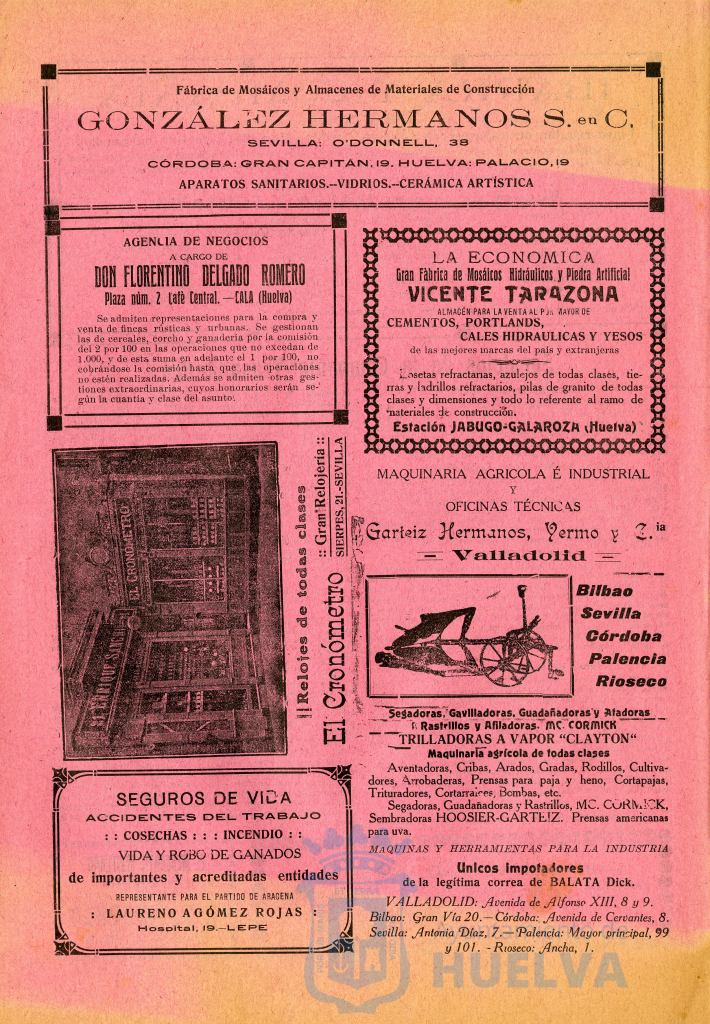 Fábrica de Mosáicos y Almacenes de Materiales de Construcción
GONZÁLEZ HERMANOS S. en C.
SEVILLA: O'DONNELL, 38
CÓRDOBA: GRAN CAPITÁN, 19. HUELVA: PALACIO, 19
APARATOS SANITARIOS.--VIDRIOS.--CERÁMICA ARTÍSTICA
AGENCIA DE NEGOCIOS
A CARGO DE
DON FLORENTINO DELGADO ROMERO
Plaza núm. 2 Café Central. — CALA (Huelva)
Se admiten representaciones para la compra y
venta de fincas rústicas y urbanas. Se gestionan
las de cereales, corcho y ganadería por la comisión
del 2 por 100 en las operaciones que no excedan de
1.000, y de esta suma en adelante el 1 por 100, no
cobrándose la comisión hasta que las operaciones
no estén realizadas. Además se admiten otras ges-
tiones extraordinarias, cuyos honorarios serán se-
gún la cuantía y clase del asunto.
LA ECONOMICA
Gran Fábrica de Mosáicos Hidráulicos y Piedra Artificial
VICENTE TARAZONA
ALMACÉN PARA LA VENTA AL POR MAYOR DE
CEMENTOS, PORTLANDS,
CALES HIDRAULICAS Y YESOS
de las mejores marcas del país y extranjeras
Losetas refractarias, azulejos de todas clases, tie-
rras y ladrillos refractarios, pilas de granito de todas
clases y dimensiones y todo lo referente al ramo de
materiales de construcción.
Estación JABUGO-GALAROZA (Huelva)
EL CRONOMETRO
!!Relojes de todas clases
El Cronómetro
:: Gran Relojería ::
SIERPES, 21.-SEVILLA
MAQUINARIA AGRICOLA É INDUSTRIAL
Y
OFICINAS TÉCNICAS
Garteiz Hermanos, Yermo y C.ia
— Valladolid —
Bilbao
Sevilla
Córdoba
Palencia
Rioseco
Segadoras, Gavilladoras, Guadañadoras y Atadoras
Rastrillos y Afiladoras. MC. CORMICK
TRILLADORAS A VAPOR "CLAYTON"
Maquinaria agrícola de todas clases
Aventadoras, Cribas, Arados, Gradas, Rodillos, Cultiva-
dores, Arrobaderas, Prensas para paja y heno, Cortapajas,
Trituradores, Cortarraíces, Bombas, etc.
Segadoras, Guadañadoras y Rastrillos, MC. CORMICK,
Sembradoras HOOSIER-GARTEIZ. Prensas americanas
para uva.
MAQUINAS Y HERRAMIENTAS PARA LA INDUSTRIA
Unicos impotadores
de la legítima correa de BALATA Dick.
VALLADOLID: Avenida de Alfonso XIII, 8 y 9.
Bilbao: Gran Vía 20.—Córdoba: Avenida de Cervantes, 8.
Sevilla: Antonia Díaz, 7.—Palencia: Mayor principal, 99
y 101. - Rioseco: Ancha, 1.
SEGUROS DE VIDA
ACCIDENTES DEL TRABAJO
: : COSECHAS : : : INCENDIO : :
VIDA Y ROBO DE GANADOS
de importantes y acreditadas entidades
REPRESENTANTE PARA EL PARTIDO DE ARACENA
: LAURENO AGÓMEZ ROJAS :
Hospital, 19.—LEPE
HUELVA